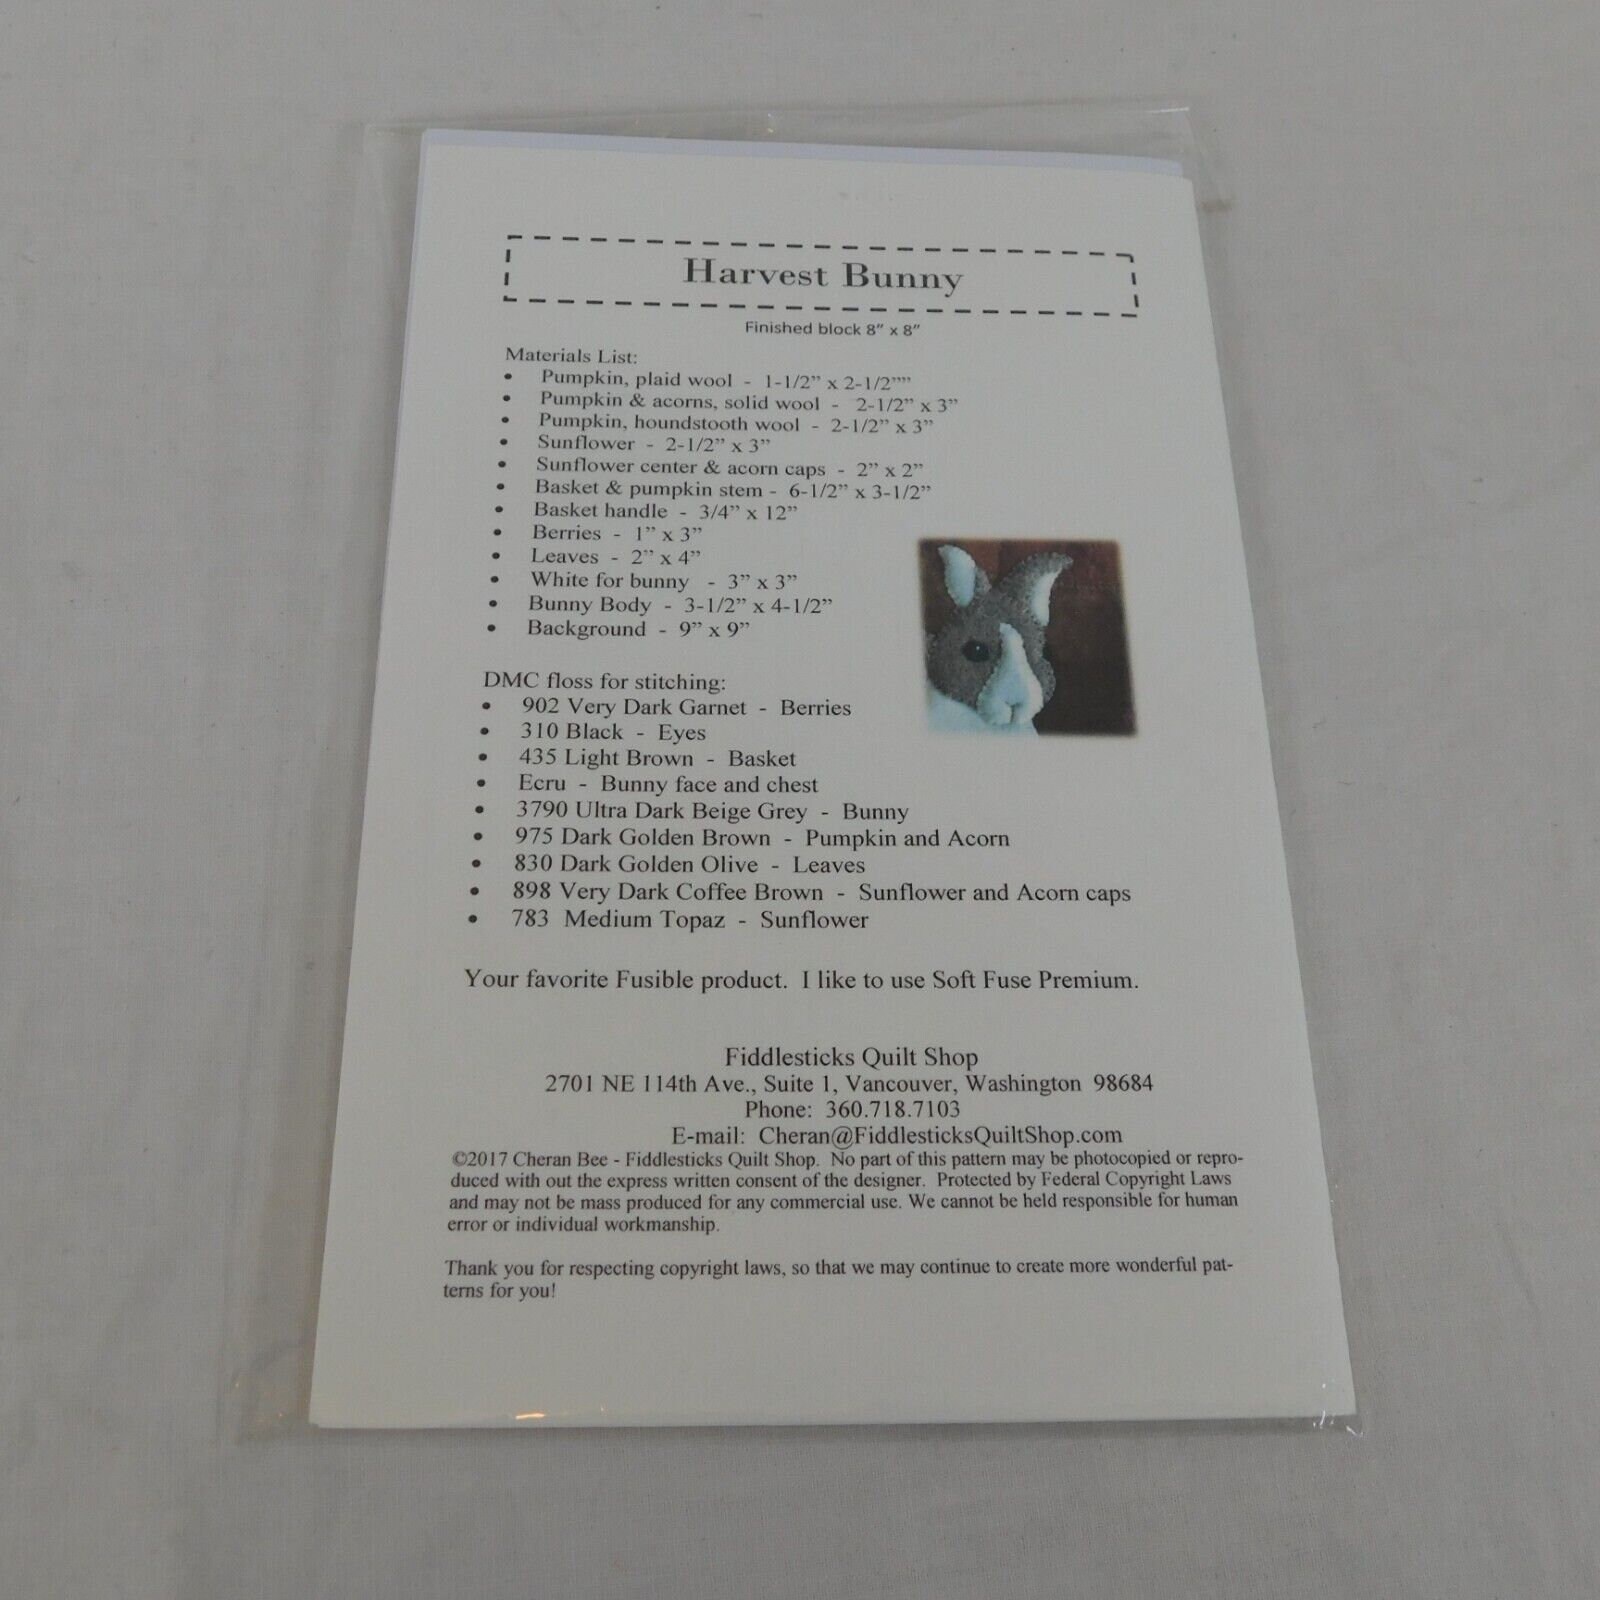 Harvest Bunny
Finished block 8” x 8”
Materials List:
• Pumpkin, plaid wool - 1-1/2” x 2-1/2””
• Pumpkin & acorns, solid wool - 2-1/2” x 3”
• Pumpkin, houndstooth wool - 2-1/2” x 3”
• Sunflower - 2-1/2” x 3”
• Sunflower center & acorn caps - 2” x 2”
• Basket & pumpkin stem - 6-1/2” x 3-1/2”
• Basket handle - 3/4” x 12”
• Berries - 1” x 3”
• Leaves - 2” x 4”
• White for bunny - 3” x 3”
• Bunny Body - 3-1/2” x 4-1/2”
• Background - 9” x 9”
DMC floss for stitching:
• 902 Very Dark Garnet - Berries
• 310 Black - Eyes
• 435 Light Brown - Basket
• Ecru - Bunny face and chest
• 3790 Ultra Dark Beige Grey - Bunny
• 975 Dark Golden Brown - Pumpkin and Acorn
• 830 Dark Golden Olive - Leaves
• 898 Very Dark Coffee Brown - Sunflower and Acorn caps
• 783 Medium Topaz - Sunflower
Your favorite Fusible product. I like to use Soft Fuse Premium.
Fiddlesticks Quilt Shop
2701 NE 114th Ave., Suite 1, Vancouver, Washington 98684
Phone: 360.718.7103
E-mail: Cheran@FiddlesticksQuiltShop.com
©2017 Cheran Bee - Fiddlesticks Quilt Shop. No part of this pattern may be photocopied or repro-
duced with out the express written consent of the designer. Protected by Federal Copyright Laws
and may not be mass produced for any commercial use. We cannot be held responsible for human
error or individual workmanship.
Thank you for respecting copyright laws, so that we may continue to create more wonderful pat-
terns for you!